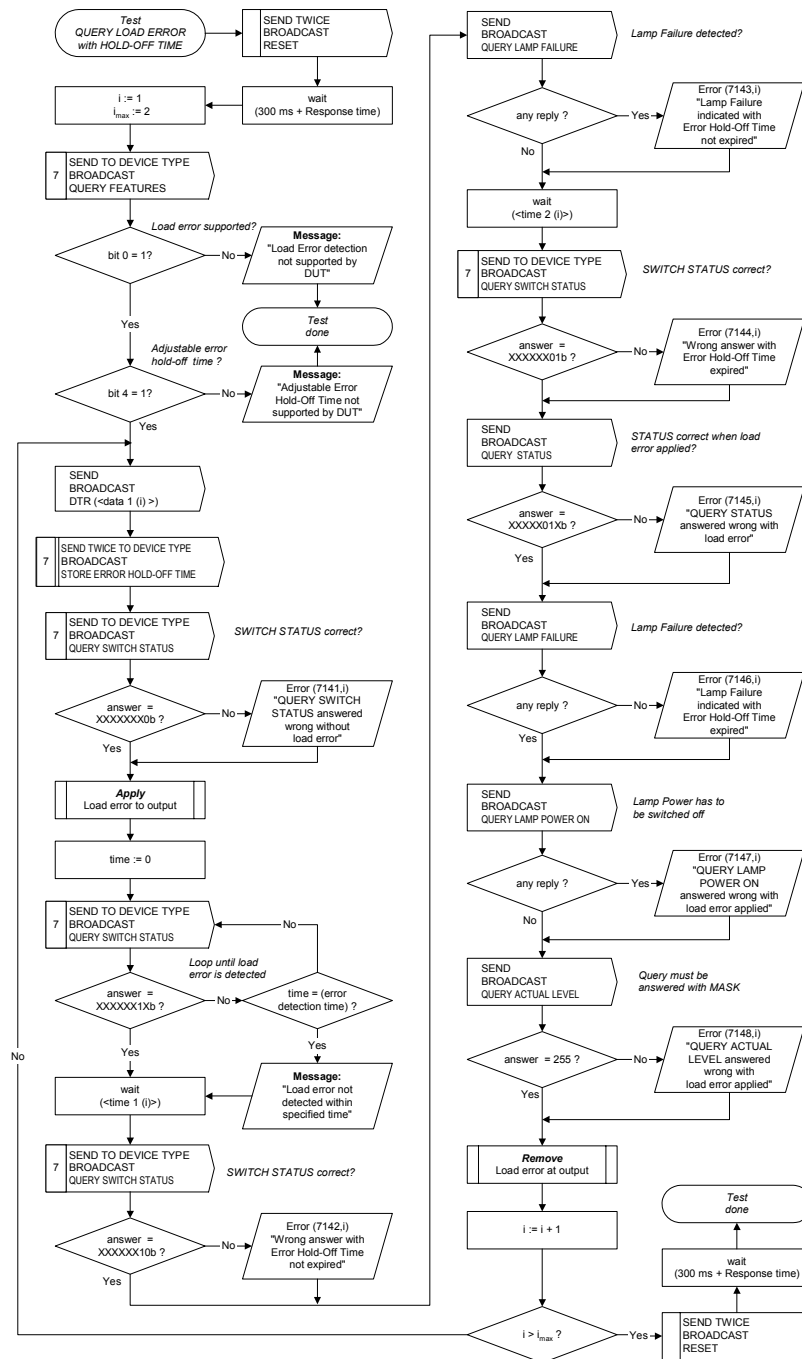 Test
QUERY LOAD ERROR
with HOLD-OFF TIME
SEND TWICE
BROADCAST
RESET
i := 1
imax := 2
wait
(300 ms + Response time)
7
SEND TO DEVICE TYPE
BROADCAST
QUERY FEATURES
Load error supported?
bit 0 = 1?
No
Message:
"Load Error detection
not supported by
DUT"
Yes
Test
done
Adjustable error
hold-off time ?
bit 4 = 1?
No
Message:
"Adjustable Error
Hold-Off Time not
supported by DUT"
Yes
SEND
BROADCAST
DTR (<data 1 (i) >)
7
SEND TWICE TO DEVICE TYPE
BROADCAST
STORE ERROR HOLD-OFF TIME
7
SEND TO DEVICE TYPE
BROADCAST
QUERY SWITCH STATUS
SWITCH STATUS correct?
answer =
XXXXXXX0b ?
No
Error (7141,i)
"QUERY SWITCH
STATUS answered
wrong without
load error"
Yes
Apply
Load error to output
time := 0
7
SEND TO DEVICE TYPE
BROADCAST
QUERY SWITCH STATUS
No
Loop until load
error is detected
answer =
XXXXXX1Xb ?
No
time = (error
detection time) ?
Yes
Yes
No
wait
(<time 1 (i)>)
Message:
"Load error not
detected within
specified time"
7
SEND TO DEVICE TYPE
BROADCAST
QUERY SWITCH STATUS
SWITCH STATUS correct?
answer =
XXXXXX10b ?
No
Error (7142,i)
"Wrong answer with
Error Hold-Off Time
not expired"
Yes
SEND
BROADCAST
QUERY LAMP FAILURE
Lamp Failure detected?
any reply ?
Yes
Error (7143,i)
"Lamp Failure
indicated with
Error Hold-Off Time
not expired"
No
wait
(<time 2 (i)>)
7
SEND TO DEVICE TYPE
BROADCAST
QUERY SWITCH STATUS
SWITCH STATUS correct?
answer =
XXXXXX01b ?
No
Error (7144,i)
"Wrong answer with
Error Hold-Off Time
expired"
Yes
SEND
BROADCAST
QUERY STATUS
STATUS correct when load
error applied?
answer =
XXXXX01Xb ?
No
Error (7145,i)
"QUERY STATUS
answered wrong with
load error"
Yes
SEND
BROADCAST
QUERY LAMP FAILURE
Lamp Failure detected?
any reply ?
No
Error (7146,i)
"Lamp Failure
indicated with
Error Hold-Off Time
expired"
Yes
SEND
BROADCAST
QUERY LAMP POWER ON
Lamp Power has to
be switched off
any reply ?
Yes
Error (7147,i)
"QUERY LAMP
POWER ON
answered wrong with
load error applied"
No
SEND
BROADCAST
QUERY ACTUAL LEVEL
Query must be
answered with MASK
answer = 255 ?
No
Error (7148,i)
"QUERY ACTUAL
LEVEL answered
wrong with
load error applied"
Yes
Remove
Load error at output
i := i + 1
i > imax ?
Yes
SEND TWICE
BROADCAST
RESET
wait
(300 ms + Response time)
Test
done